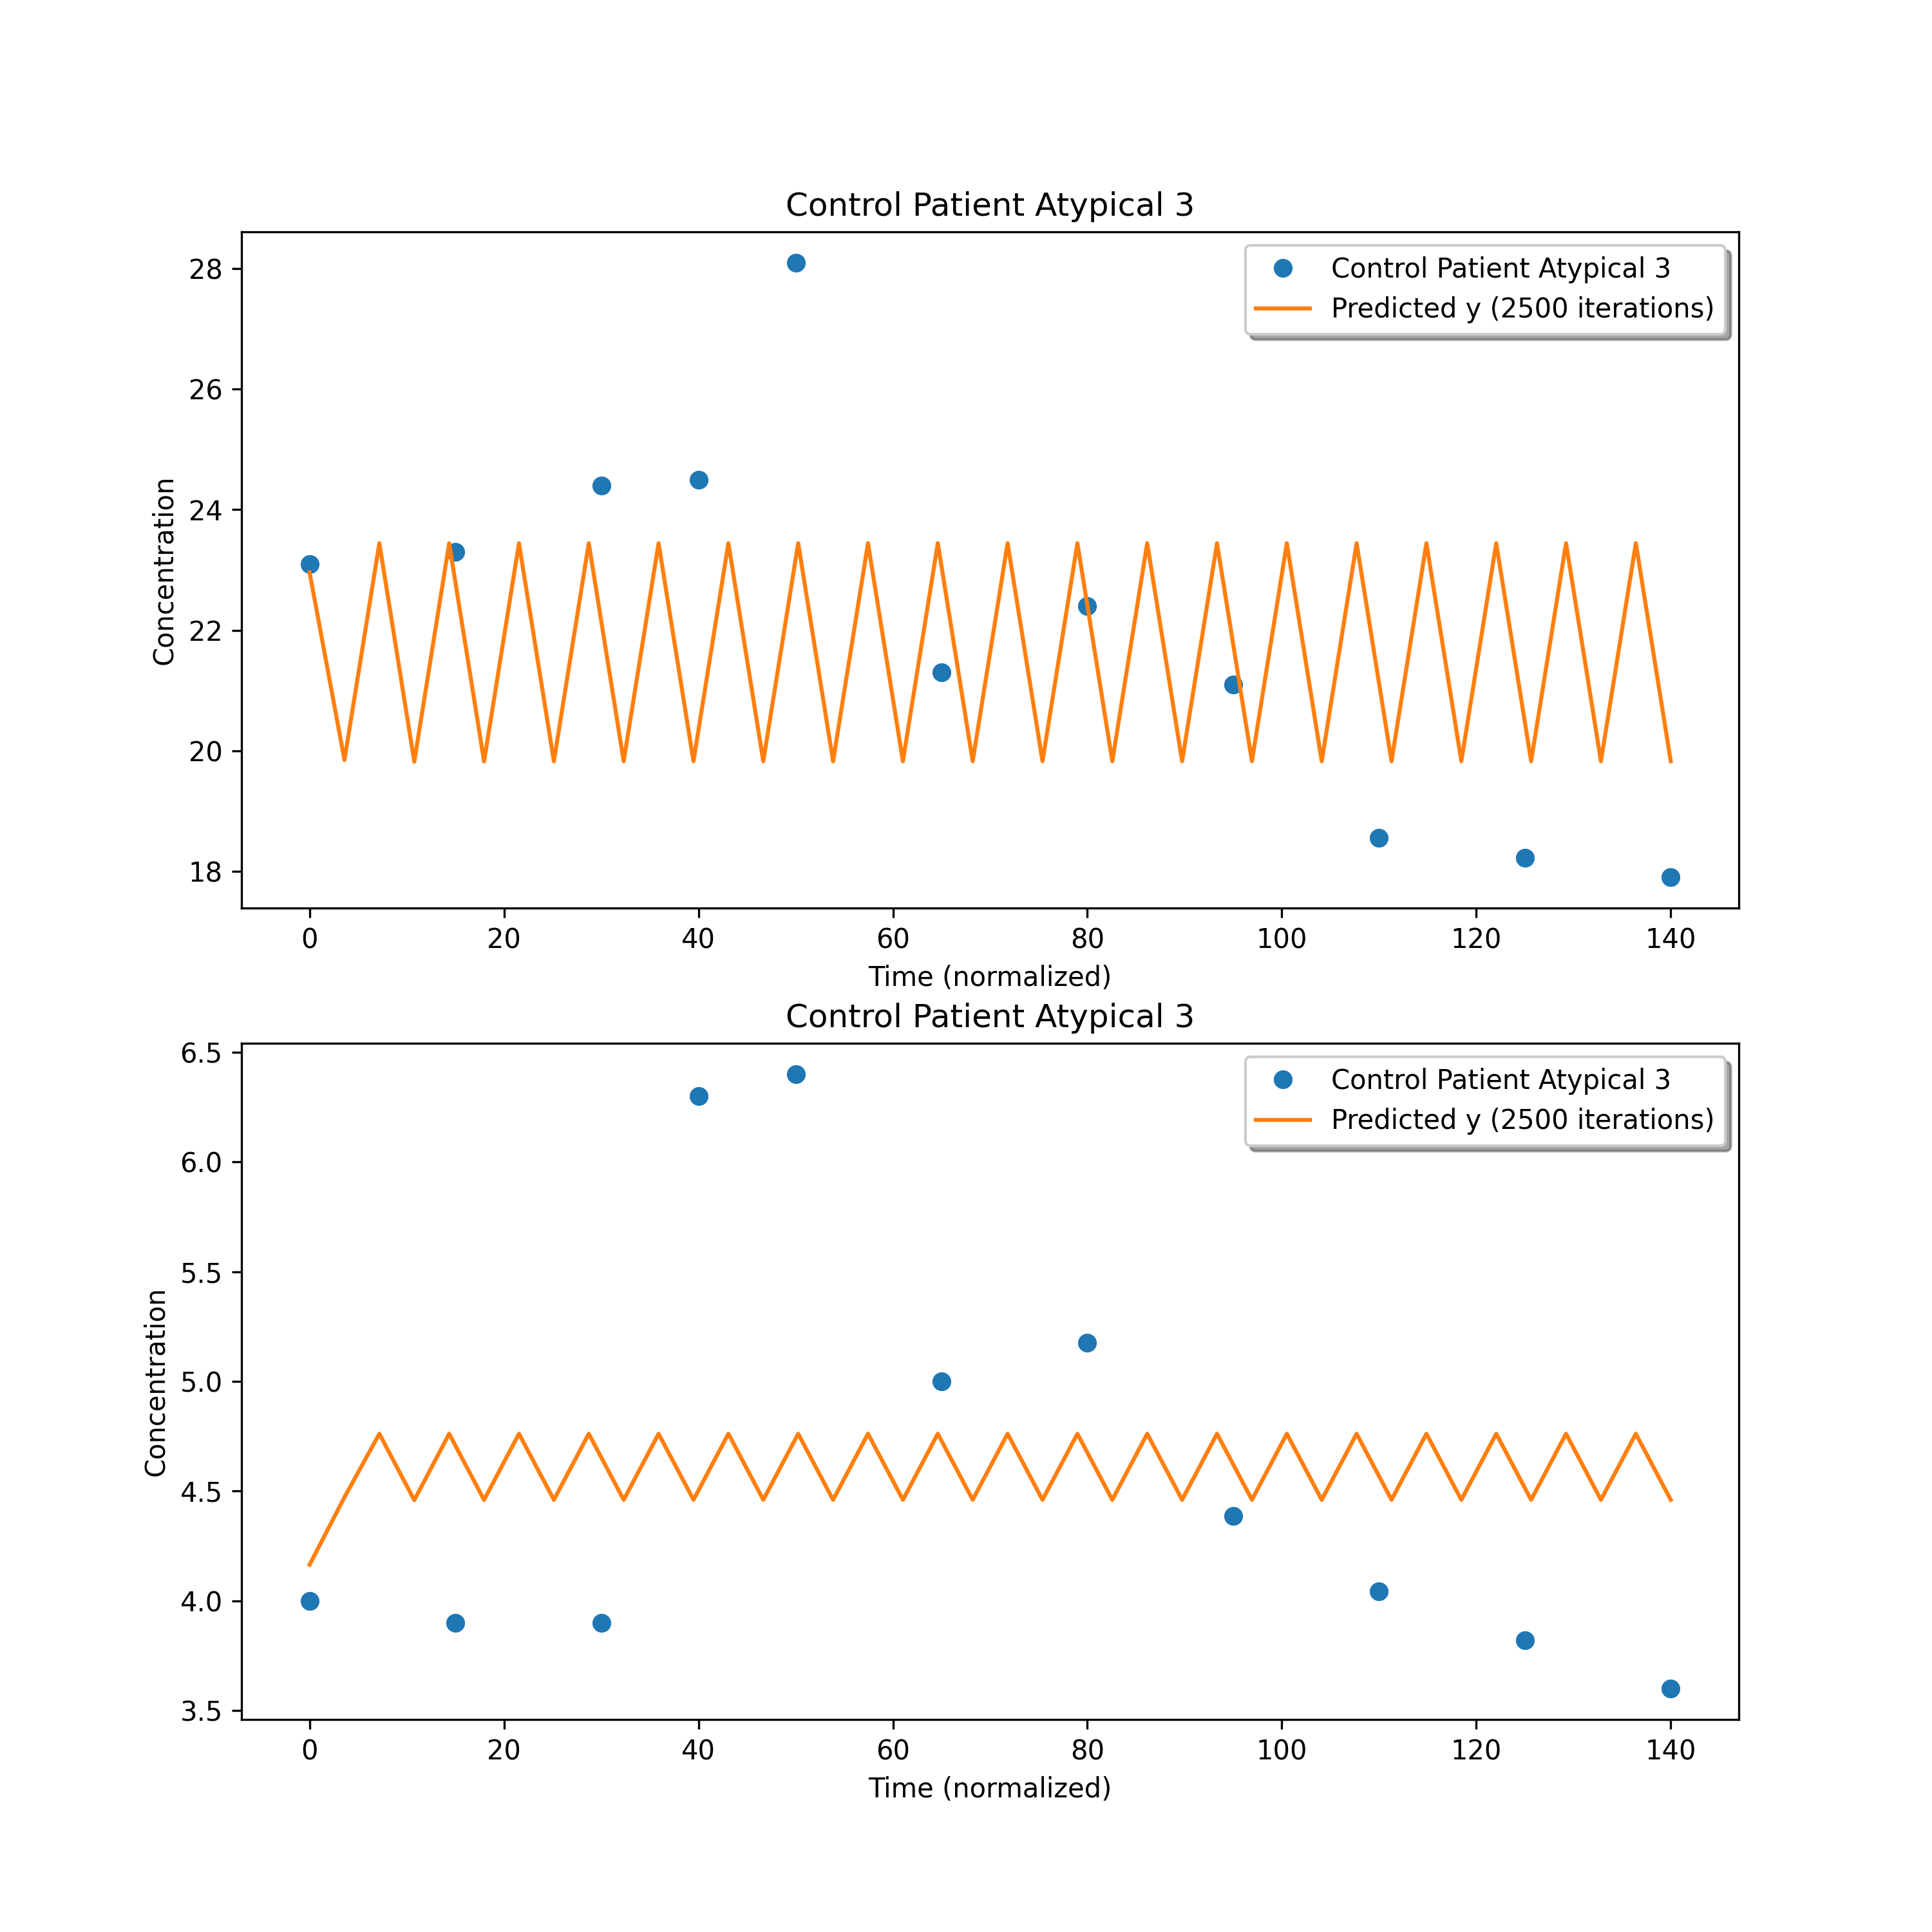 Control Patient Atypical 3
Control Patient Atypical 3
Predicted y (2500 iterations)
28
26
24
22
20
18
Concentration
0 20 40 60 80 100 120 140
Time (normalized)
Control Patient Atypical 3
Control Patient Atypical 3
Predicted y (2500 iterations)
6.5
6.0
5.5
5.0
4.5
4.0
3.5
Concentration
0 20 40 60 80 100 120 140
Time (normalized)